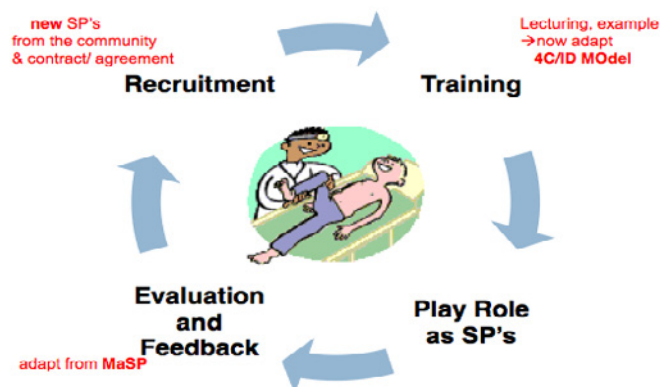 new SP's
from the community
& contract/ agreement
Recruitment
Lecturing, example
→now adapt
4C/ID MOdel
Training
Evaluation
and
Feedback
adapt from MaSP
Play Role
as SP's